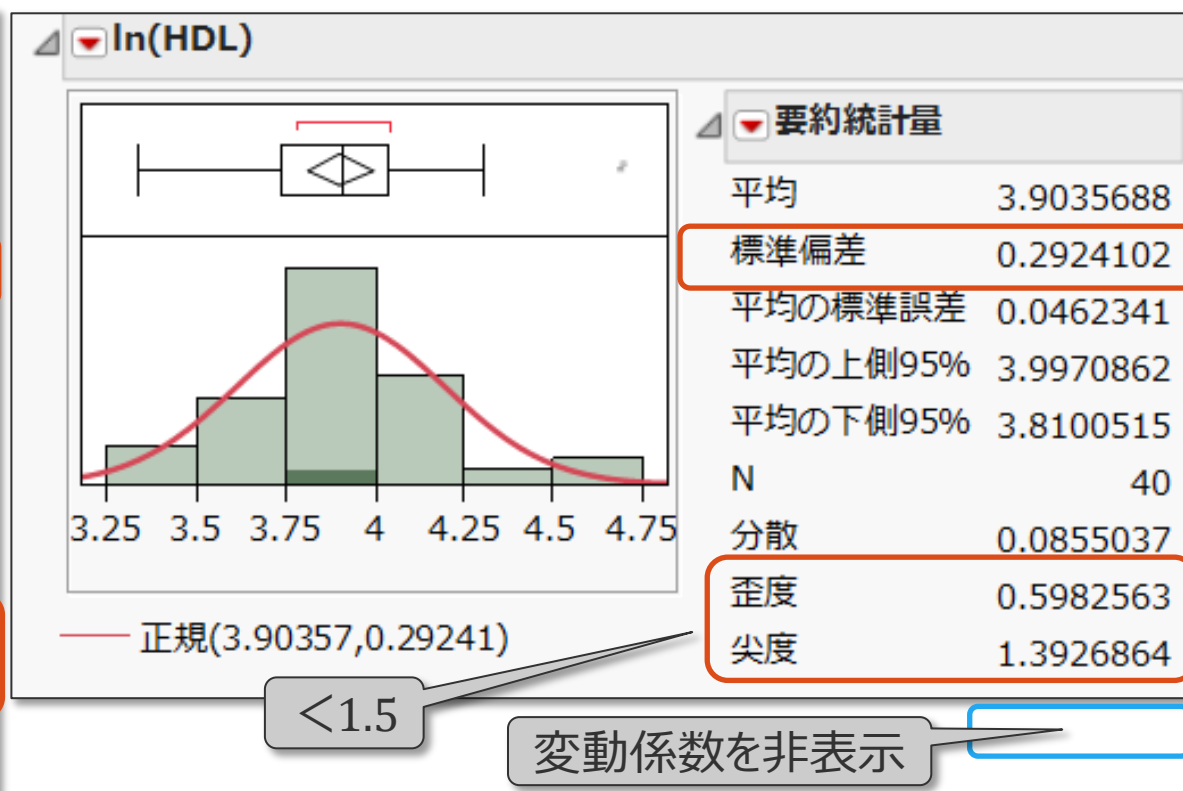 ln(HDL)
要約統計量
平均 3.9035688
標準偏差 0.2924102
平均の標準誤差 0.0462341
平均の上側95% 3.9970862
平均の下側95% 3.8100515
N 40
分散 0.0855037
歪度 0.5982563
尖度 1.3926864
3.25 3.5 3.75 4 4.25 4.5 4.75
正規(3.90357,0.29241)
<1.5
変動係数を非表示